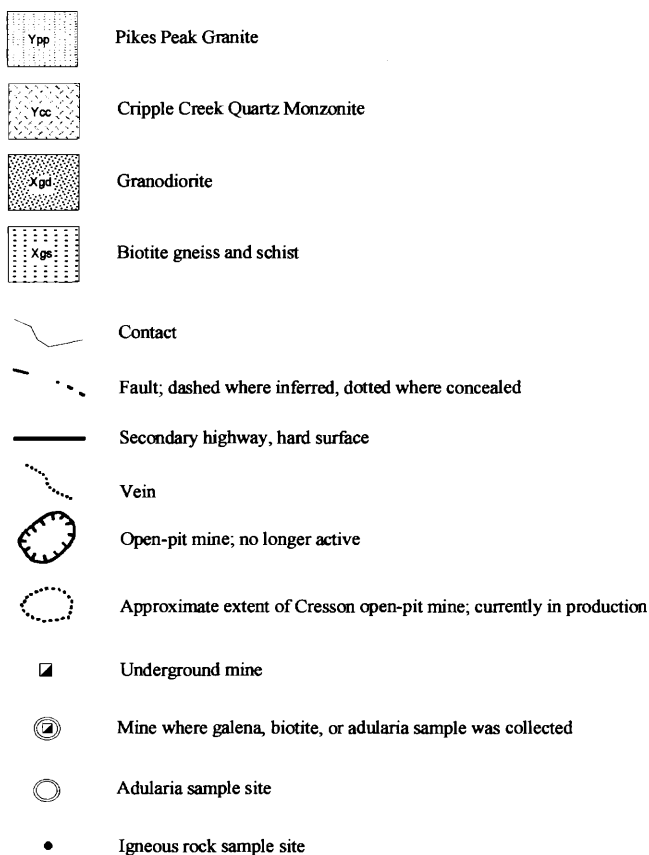 Ypp Pikes Peak Granite
Ycc Cripple Creek Quartz Monzonite
Xgd Granodiorite
Xgs Biotite gneiss and schist
Contact
Fault; dashed where inferred, dotted where concealed
Secondary highway, hard surface
Vein
Open-pit mine; no longer active
Approximate extent of Cresson open-pit mine; currently in production
Underground mine
Mine where galena, biotite, or adularia sample was collected
Adularia sample site
Igneous rock sample site